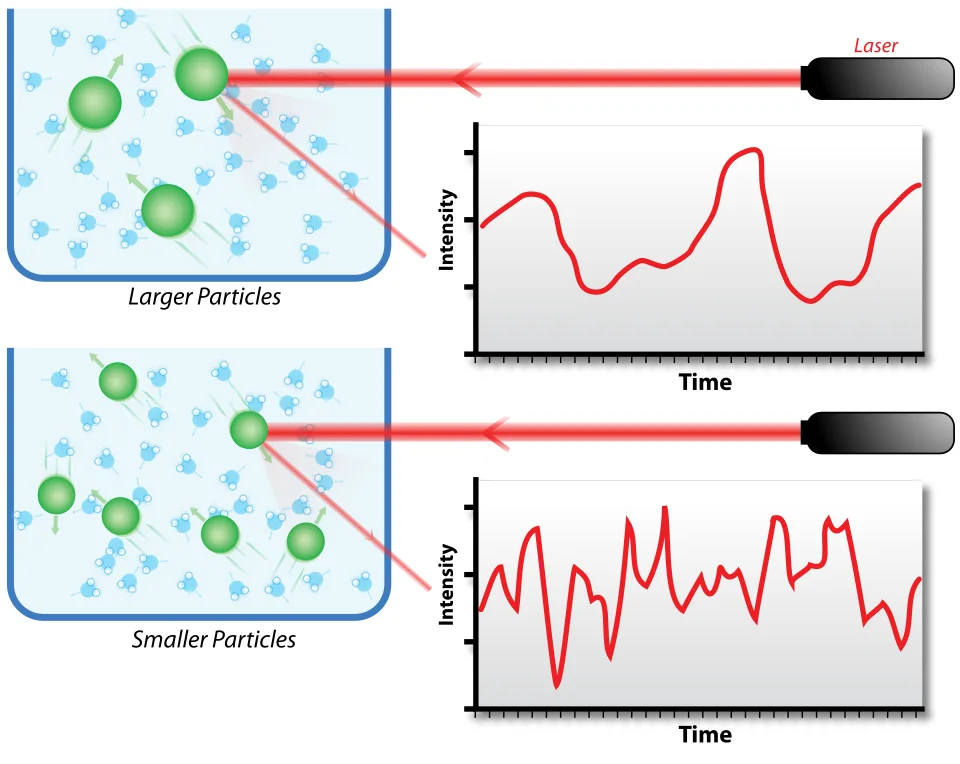 Laser
Intensity
Larger Particles
Time
Intensity
Smaller Particles
Time